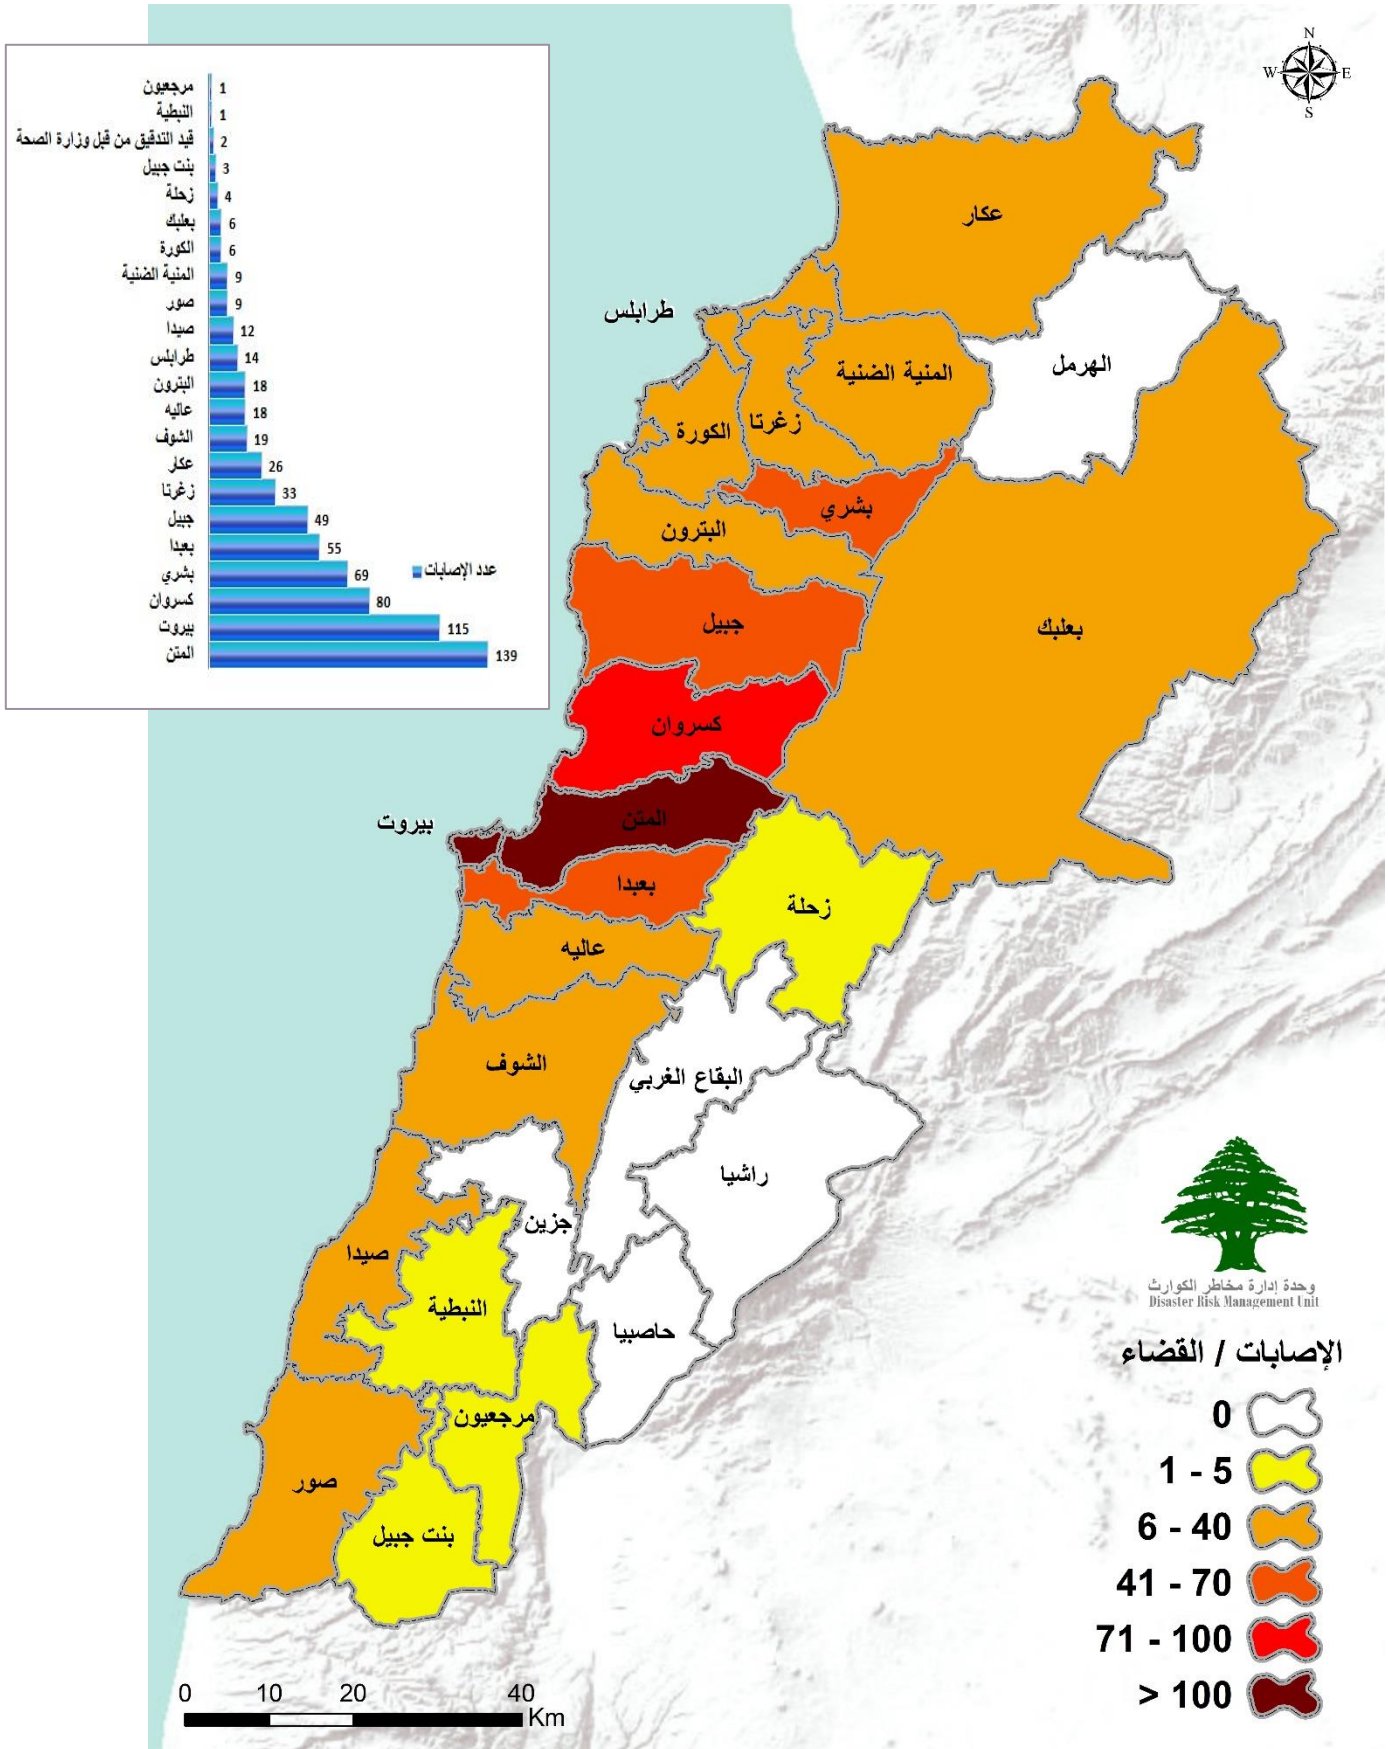 N
W E
S
مرجعيون 1
النبطية 1
قيد التدقيق من قبل وزارة الصحة 2
بنت جبيل 3
زحلة 4
بعلبك 6
الكورة 6
المنية الضنية 9
صور 9
صيدا 12
طرابلس 14
البترون 18
عاليه 18
الشوف 19
عكار 26
زغرتا 33
جبيل 49
بعبدا 55
بشري 69
كسروان 80
بيروت 115
المتن 139
عدد الإصابات
عكار
طرابلس
الهرمل
المنية الضنية
زغرتا
الكورة
بشري
البترون
جبيل
بعلبك
كسروان
المتن
بيروت
بعبدا
زحلة
عاليه
الشوف
البقاع الغربي
راشيا
جزين
صيدا
النبطية
حاصبيا
مرجعيون
صور
بنت جبيل
وحدة إدارة مخاطر الكوارث
Disaster Risk Management Unit
الإصابات / القضاء
0
1 - 5
6 - 40
41 - 70
71 - 100
> 100
0 10 20 40
Km